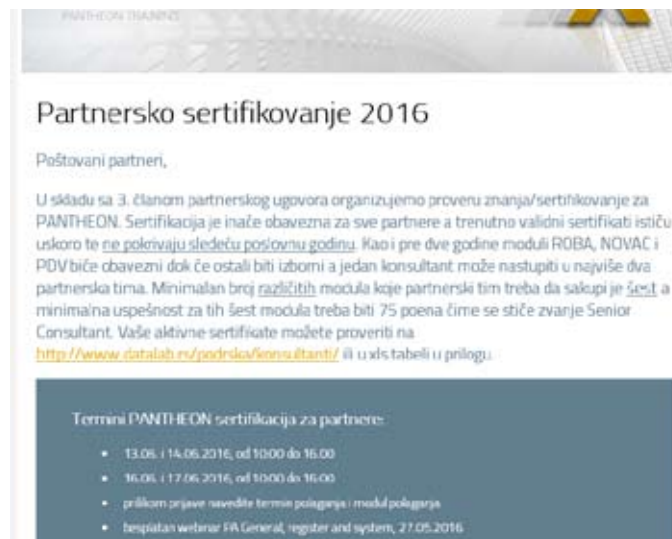 PANTHEON TRAINING
Partnersko sertifikovanje 2016
Poštovani partneri,
U skladu sa 3. članom partnerskog ugovora organizujemo proveru znanja/sertifikovanje za
PANTHEON. Sertifikacija je inače obavezna za sve partnere a trenutno validni sertifikati ističu
uskoro te ne pokrivaju sledeću poslovnu godinu. Kao i pre dve godine moduli ROBA, NOVAC i
PDV biće obavezni dok će ostali biti izborni a jedan konsultant može nastupiti u najviše dva
partnerska tima. Minimalan broj različitih modula koje partnerski tim treba da sakupi je šest a
minimalna uspešnost za tih šest modula treba biti 75 poena čime se stiče zvanje Senior
Consultant. Vaše aktivne sertifikate možete proveriti na
http://www.datalab.rs/podrska/konsultanti/ ili u xls tabeli u prilogu.
Termini PANTHEON sertifikacija za partnere:
• 13.06. i 14.06.2016, od 10:00 do 16:00
• 16.06. i 17.06.2016, od 10:00 do 16:00
• prilikom prijave navedite termin polaganja i modul polaganja
• besplatan webinar PA General, register and system, 27.05.2016